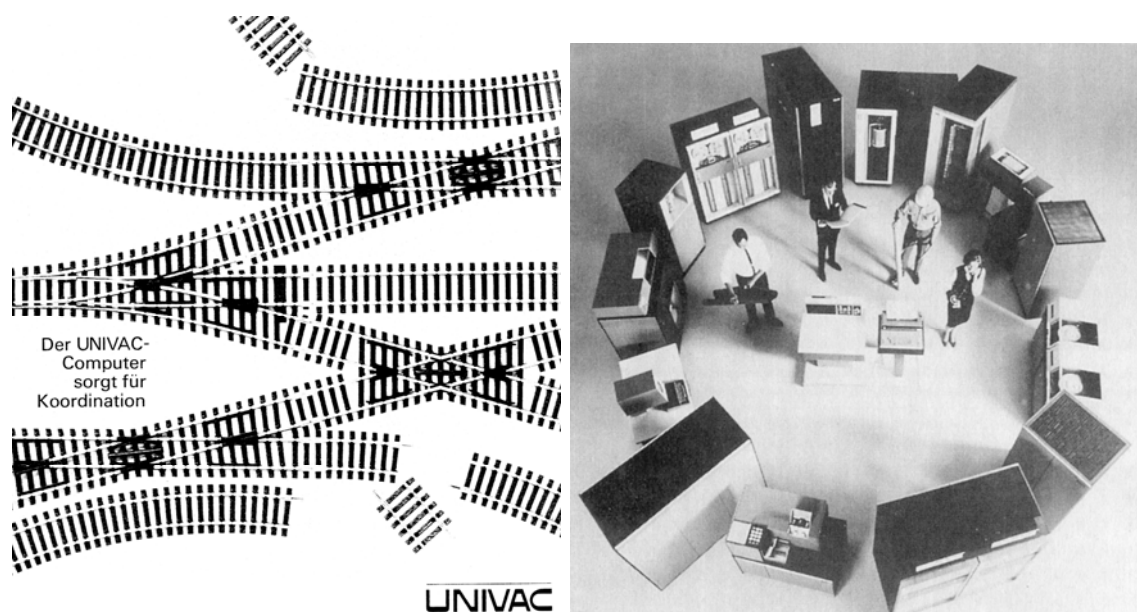 Der UNIVAC-
Computer
sorgt für
Koordination
UNIVAC